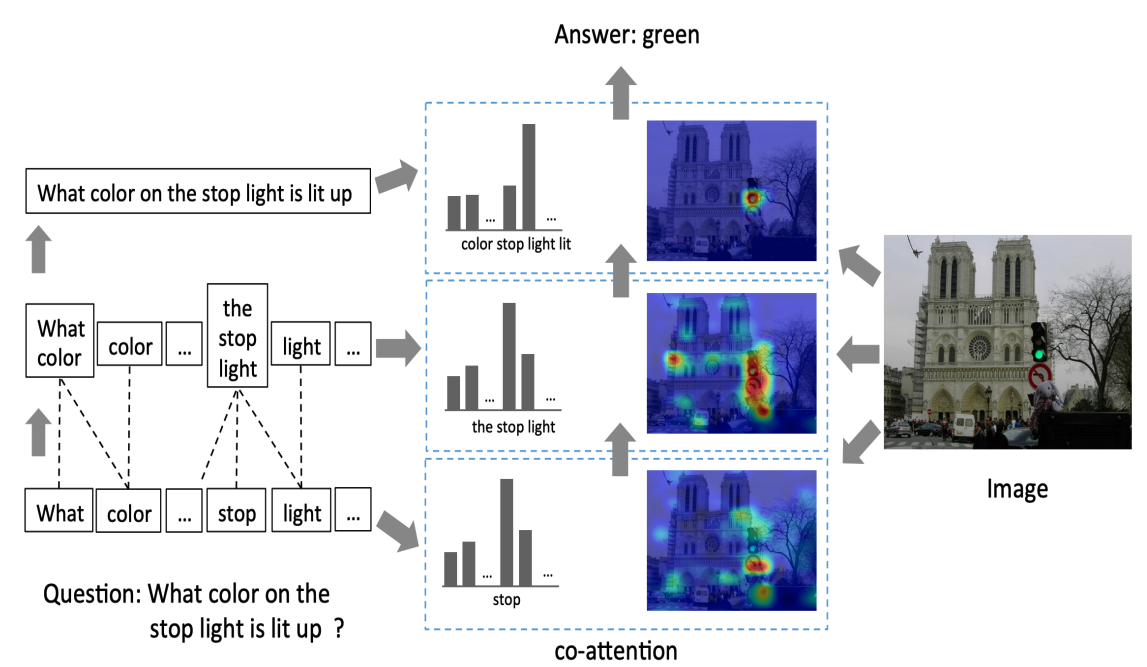 Answer: green
What color on the stop light is lit up
... ...
color stop light lit
What
color
color
...
the
stop
light
light
...
... ...
the stop light
What
color
...
stop
light
...
... ...
stop
Image
Question: What color on the
stop light is lit up ?
co-attention